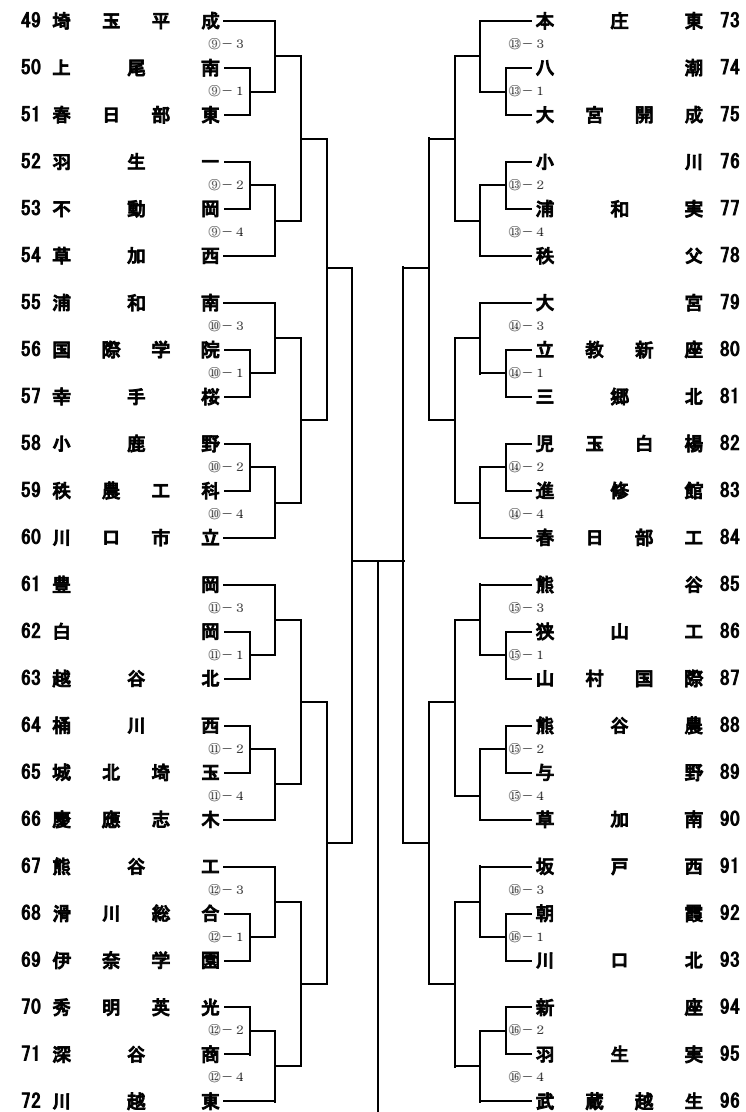 49 埼玉平成
⑨－3
50 上尾南
⑨－1
51 春日部東
52 羽生一
⑨－2
53 不動岡
⑨－4
54 草加西
55 浦和南
⑩－3
56 国際学院
⑩－1
57 幸手桜
58 小鹿野
⑩－2
59 秩農工科
⑩－4
60 川口市立
61 豊岡
⑪－3
62 白岡
⑪－1
63 越谷北
64 桶川西
⑪－2
65 城北埼玉
⑪－4
66 慶應志木
67 熊谷工
⑫－3
68 滑川総合
⑫－1
69 伊奈学園
70 秀明英光
⑫－2
71 深谷商
⑫－4
72 川越東
本庄東 73
⑬－3
八潮 74
⑬－1
大宮開成 75
小川 76
⑬－2
浦和実 77
⑬－4
秩父 78
大宮 79
⑭－3
立教新座 80
⑭－1
三郷北 81
児玉白楊 82
⑭－2
進修館 83
⑭－4
春日部工 84
熊谷 85
⑮－3
狭山工 86
⑮－1
山村国際 87
熊谷農 88
⑮－2
与野 89
⑮－4
草加南 90
坂戸西 91
⑯－3
朝霞 92
⑯－1
川口北 93
新座 94
⑯－2
羽生実 95
⑯－4
武蔵越生 96